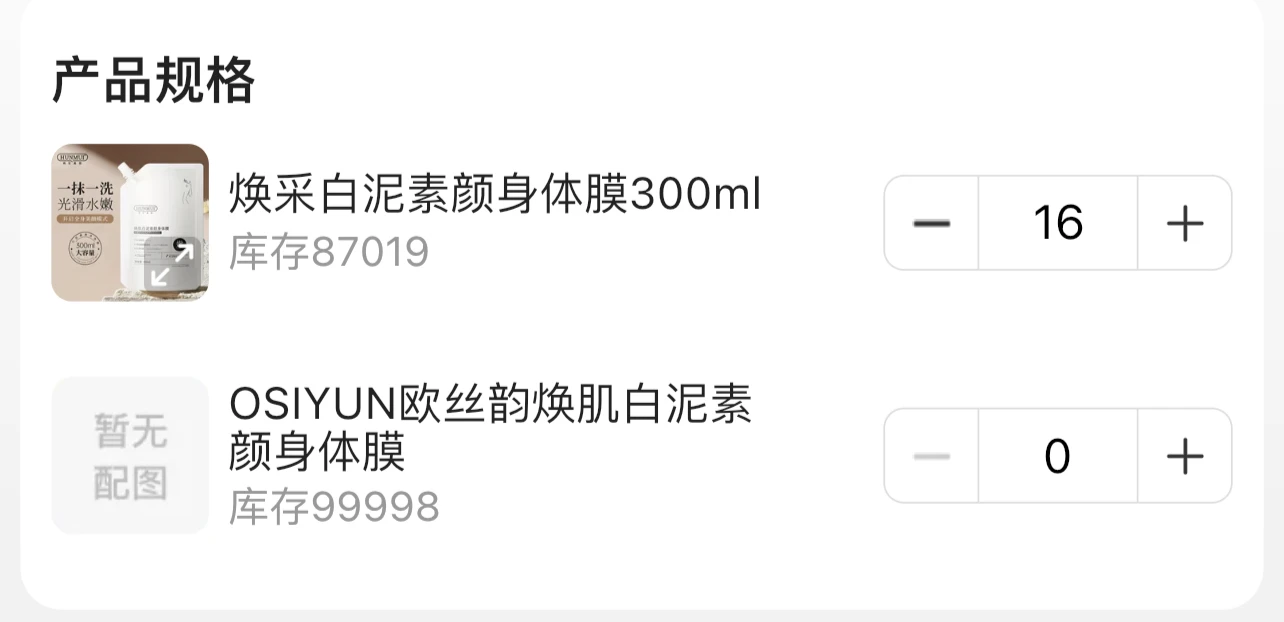 产品规格
HUNMUI
一抹一洗
光滑水嫩
300ml
大容量
焕采白泥素颜身体膜300ml
库存87019
16
暂无
配图
OSIYUN欧丝韵焕肌白泥素
颜身体膜
库存99998
0